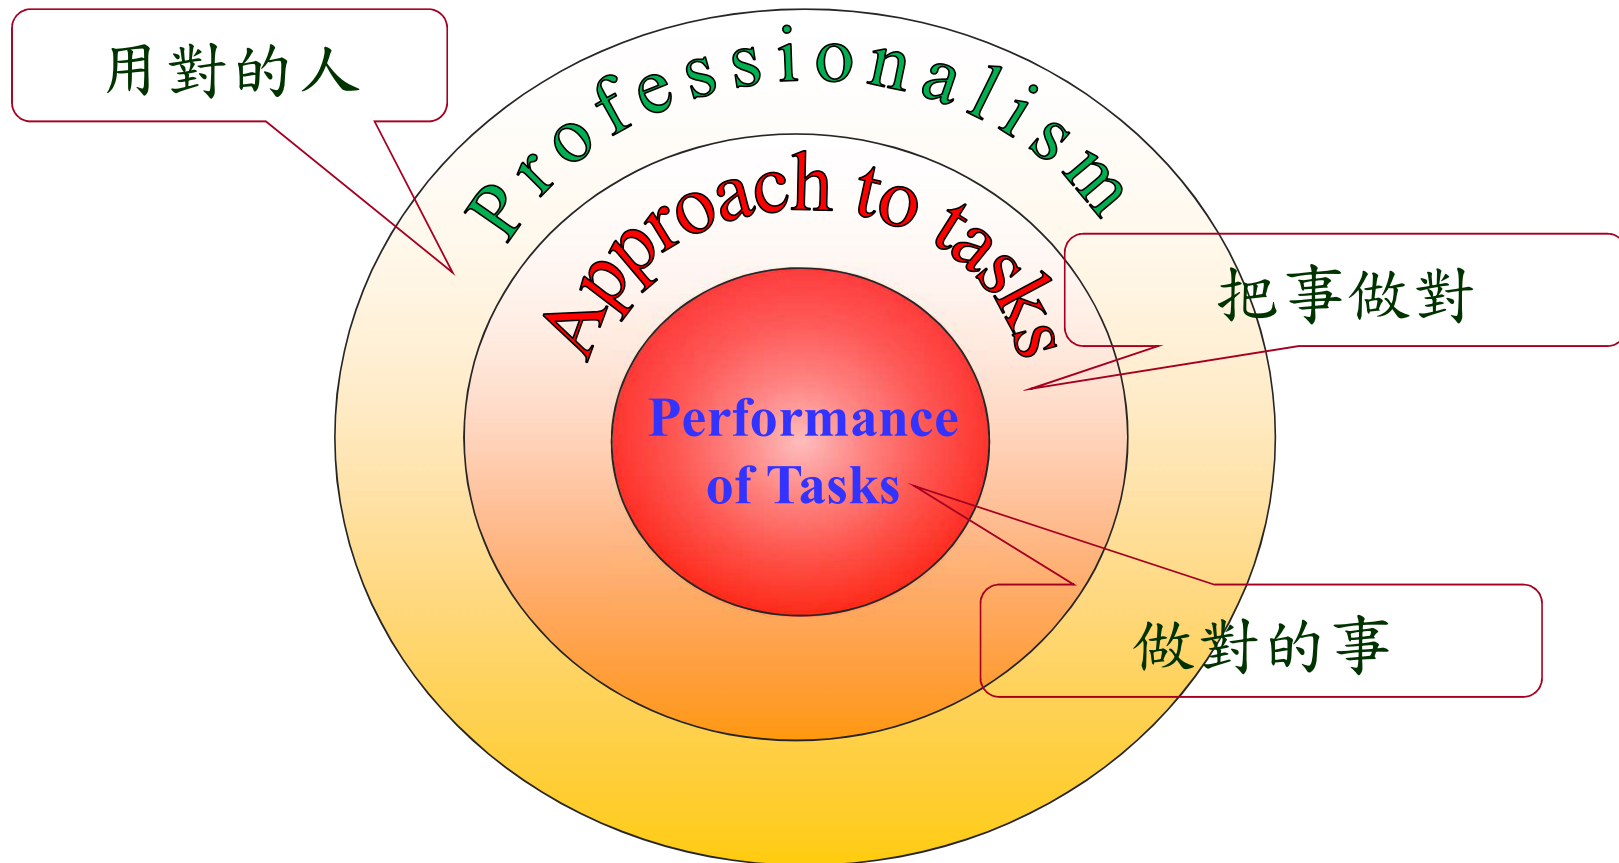 用對的人
Professionalism
Approach to tasks
把事做對
Performance
of Tasks
做對的事